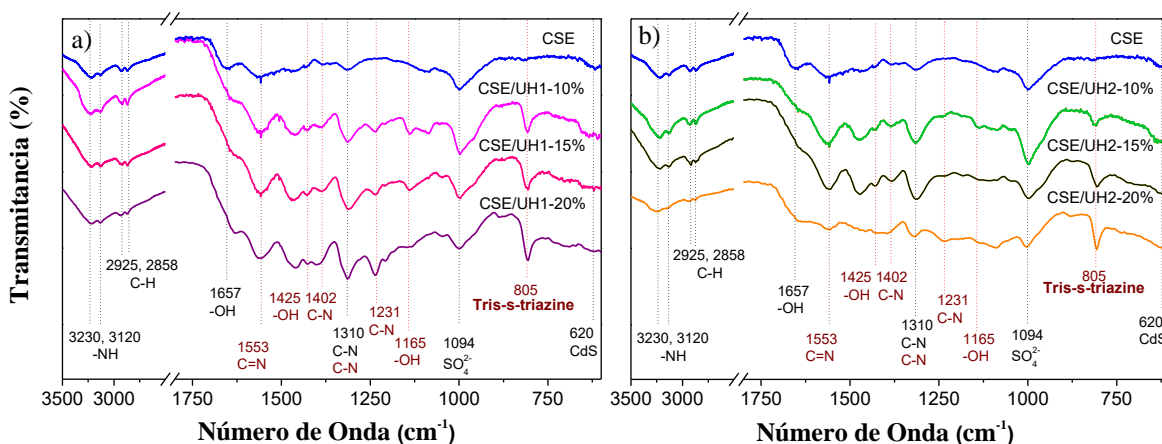 Transmitancia (%)
a)
CSE
CSE/UH1-10%
CSE/UH1-15%
CSE/UH1-20%
2925, 2858
C-H
3230, 3120
-NH
1657
-OH
1553
C=N
1425
-OH
1402
C-N
1310
C-N
C-N
1231
C-N
1165
-OH
1094
SO₄²⁻
805
Tris-s-triazine
620
CdS
3500 3000 1750 1500 1250 1000 750
Número de Onda (cm⁻¹)
b)
CSE
CSE/UH2-10%
CSE/UH2-15%
CSE/UH2-20%
2925, 2858
C-H
3230, 3120
-NH
1657
-OH
1553
C=N
1425
-OH
1402
C-N
1310
C-N
C-N
1231
C-N
1165
-OH
1094
SO₄²⁻
805
Tris-s-triazine
620
CdS
3500 3000 1750 1500 1250 1000 750
Número de Onda (cm⁻¹)